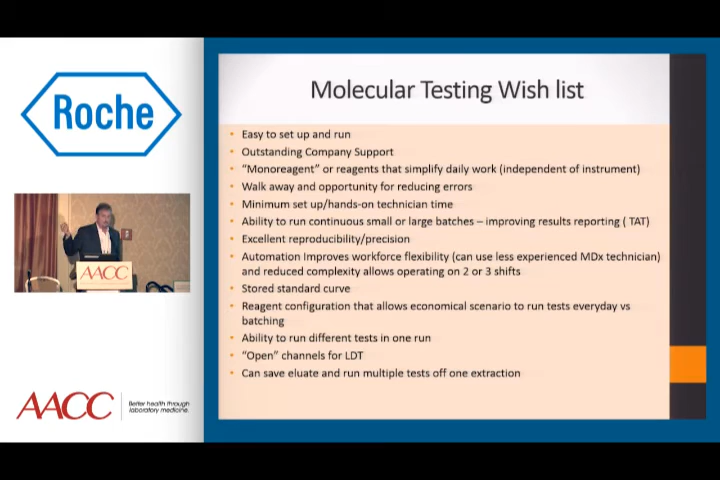 Roche
Molecular Testing Wish list
• Easy to set up and run
• Outstanding Company Support
• “Monoreagent” or reagents that simplify daily work (independent of instrument)
• Walk away and opportunity for reducing errors
• Minimum set up/hands-on technician time
• Ability to run continuous small or large batches – improving results reporting ( TAT)
• Excellent reproducibility/precision
• Automation Improves workforce flexibility (can use less experienced MDx technician)
and reduced complexity allows operating on 2 or 3 shifts
• Stored standard curve
• Reagent configuration that allows economical scenario to run tests everyday vs
batching
• Ability to run different tests in one run
• “Open” channels for LDT
• Can save eluate and run multiple tests off one extraction
AACC
AACC
Better health through
laboratory medicine.